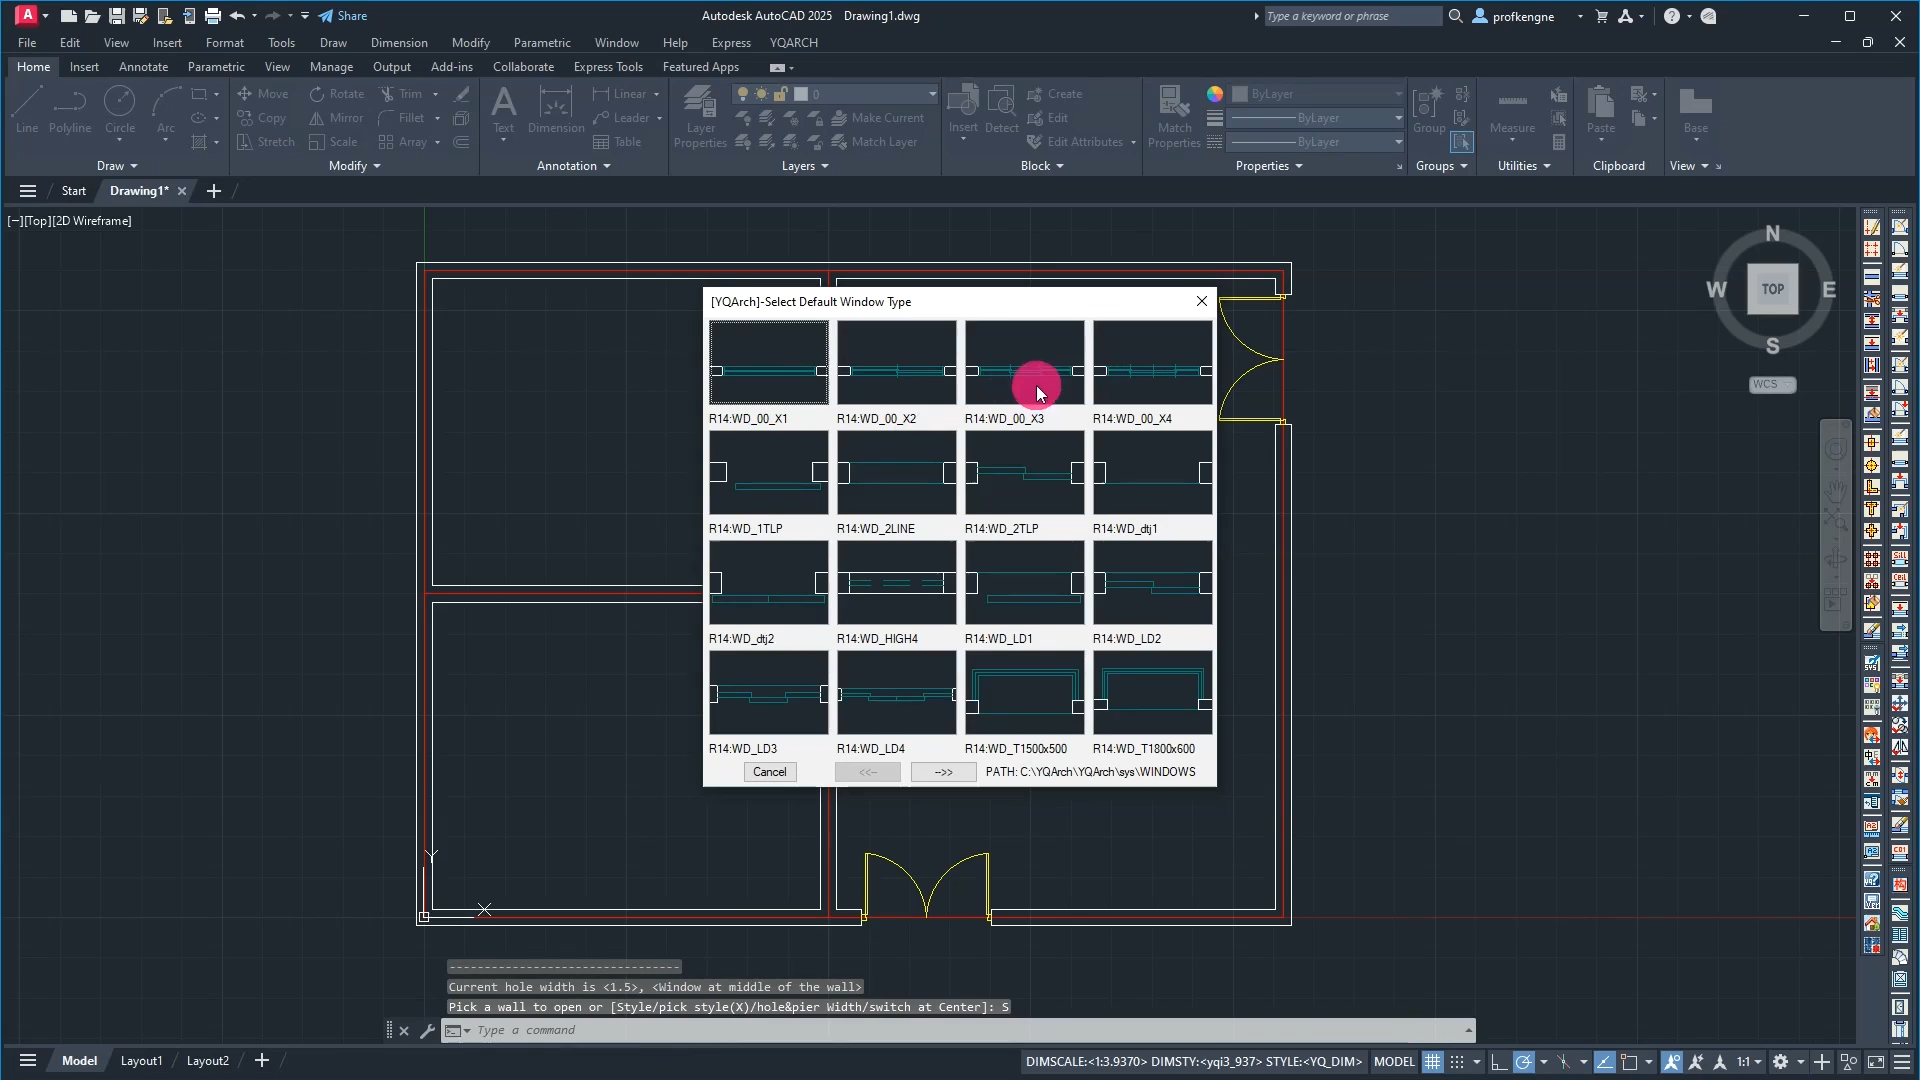 Share
Autodesk AutoCAD 2025 Drawing1.dwg
Type a keyword or phrase
profkengne
File Edit View Insert Format Tools Draw Dimension Modify Parametric Window Help Express YQARCH
Home Insert Annotate Parametric View Manage Output Add-ins Collaborate Express Tools Featured Apps
Move Rotate Trim Linear 0 Create ByLayer
Line Polyline Circle Arc Copy Mirror Fillet Text Dimension Leader Layer Properties Make Current Insert Detect Edit Match Properties ByLayer Group Measure Paste Base
Stretch Scale Array Table Match Layer Edit Attributes ByLayer
Draw Modify Annotation Layers Block Properties Groups Utilities Clipboard View
Start Drawing1*
[−][Top][2D Wireframe]
N
W TOP E
S
WCS
[YQArch]-Select Default Window Type
R14:WD_00_X1 R14:WD_00_X2 R14:WD_00_X3 R14:WD_00_X4
R14:WD_1TLP R14:WD_2LINE R14:WD_2TLP R14:WD_dtj1
R14:WD_dtj2 R14:WD_HIGH4 R14:WD_LD1 R14:WD_LD2
R14:WD_LD3 R14:WD_LD4 R14:WD_T1500x500 R14:WD_T1800x600
Cancel <<-- -->> PATH: C:\YQArch\YQArch\sys\WINDOWS
Y
X
---------------------------------
Current hole width is <1.5>, <Window at middle of the wall>
Pick a wall to open or [Style/pick style(X)/hole&pier Width/switch at Center]: S
Type a command
Model Layout1 Layout2
DIMSCALE:<1:3.9370> DIMSTY:<yqi3_937> STYLE:<YQ_DIM> MODEL 1:1